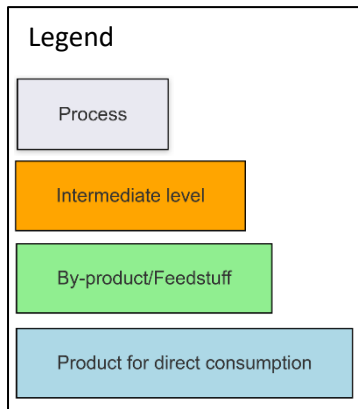 Legend
Process
Intermediate level
By-product/Feedstuff
Product for direct consumption